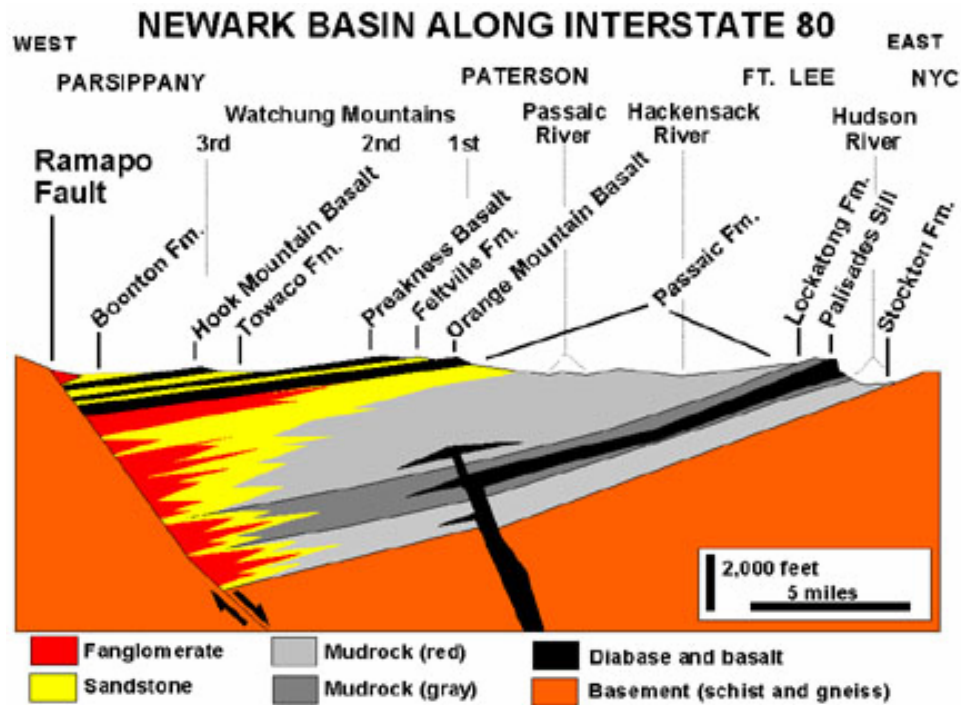 NEWARK BASIN ALONG INTERSTATE 80
WEST
EAST
PARSIPPANY
PATERSON
FT. LEE
NYC
Watchung Mountains
3rd
2nd
1st
Passaic
River
Hackensack
River
Hudson
River
Ramapo
Fault
Boonton Fm.
Hook Mountain Basalt
Towaco Fm.
Preakness Basalt
Feltville Fm.
Orange Mountain Basalt
Passaic Fm.
Lockatong Fm.
Palisades Sill
Stockton Fm.
2,000 feet
5 miles
Fanglomerate
Mudrock (red)
Diabase and basalt
Sandstone
Mudrock (gray)
Basement (schist and gneiss)